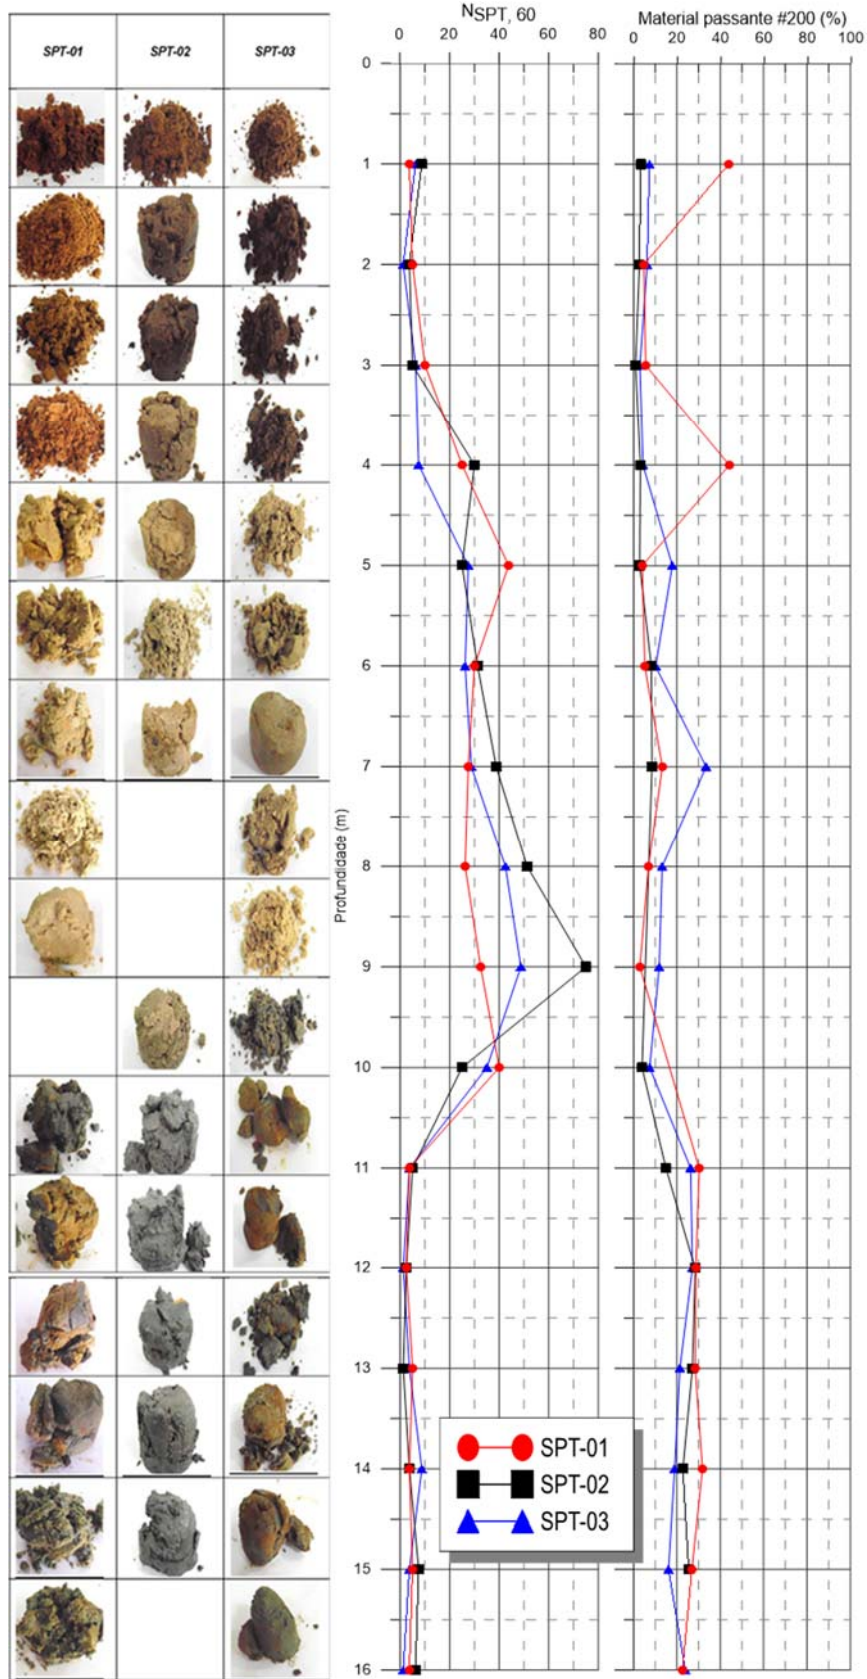 SPT-01 SPT-02 SPT-03
NSPT, 60
0 20 40 60 80
Material passante #200 (%)
0 20 40 60 80 100
Profundidade (m)
0
1
2
3
4
5
6
7
8
9
10
11
12
13
14
15
16
SPT-01
SPT-02
SPT-03